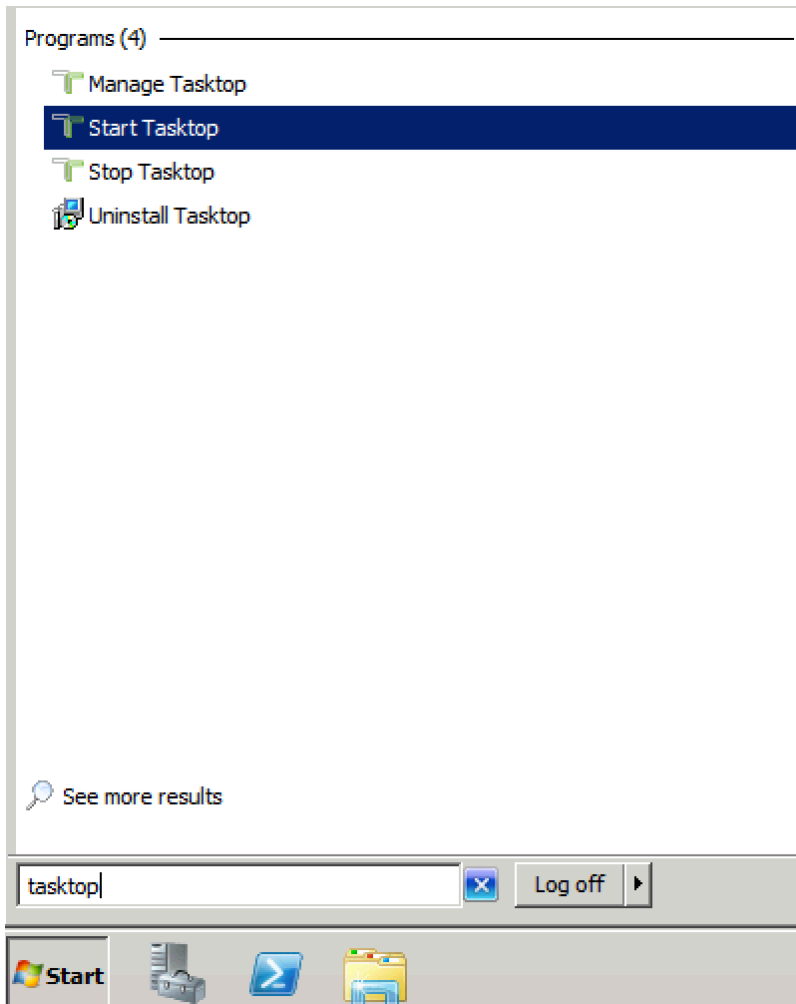 Programs (4)
Manage Tasktop
Start Tasktop
Stop Tasktop
Uninstall Tasktop
See more results
tasktop
Log off
Start